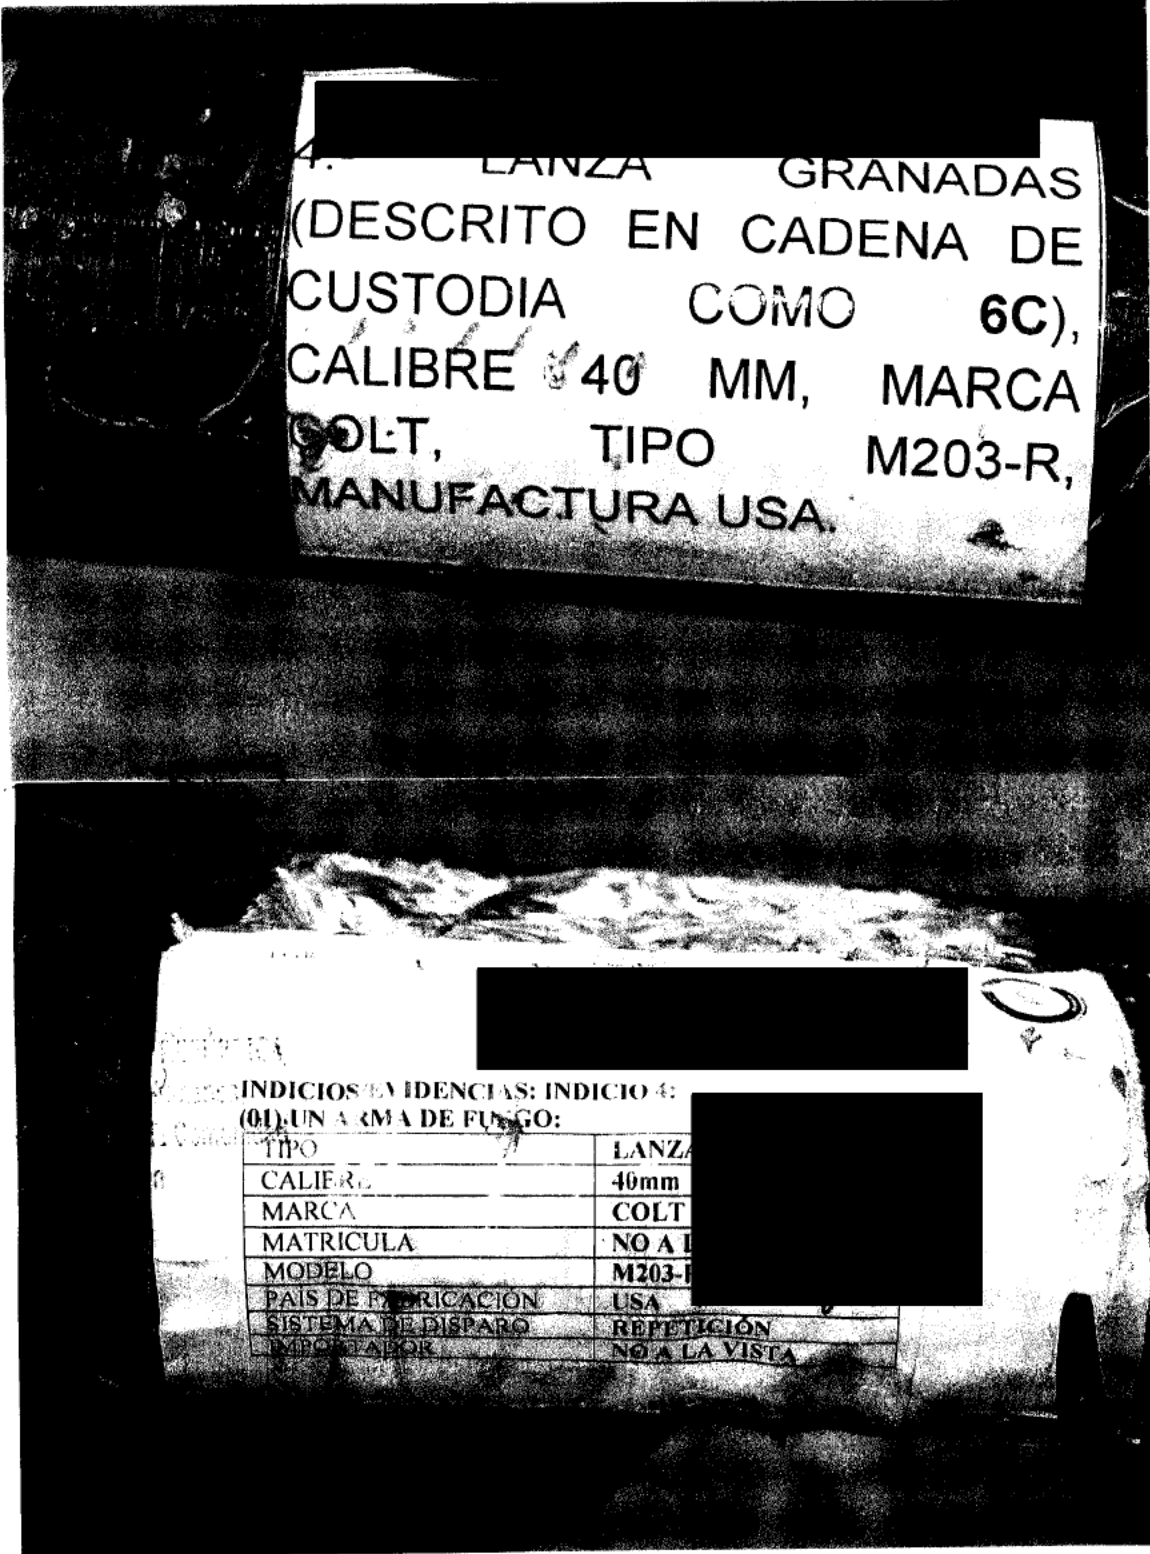 4.- LANZA GRANADAS
(DESCRITO EN CADENA DE
CUSTODIA COMO 6C),
CALIBRE 40 MM, MARCA
COLT, TIPO M203-R,
MANUFACTURA USA.
INDICIOS/EVIDENCIAS: INDICIO 4:
(01) UN ARMA DE FUEGO:
TIPO LANZA
CALIBRE 40mm
MARCA COLT
MATRICULA NO A
MODELO M203-
PAIS DE FABRICACIÓN USA
SISTEMA DE DISPARO REPETICIÓN
IMPORTADOR NO A LA VISTA